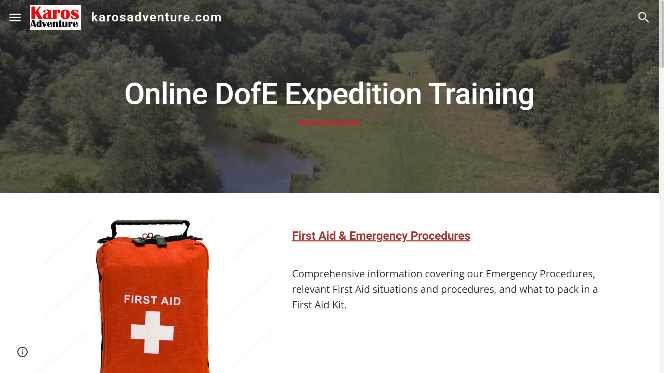 Karos
Adventure
karosadventure.com
Online DofE Expedition Training
First Aid & Emergency Procedures
Comprehensive information covering our Emergency Procedures,
relevant First Aid situations and procedures, and what to pack in a
First Aid Kit.
FIRST AID